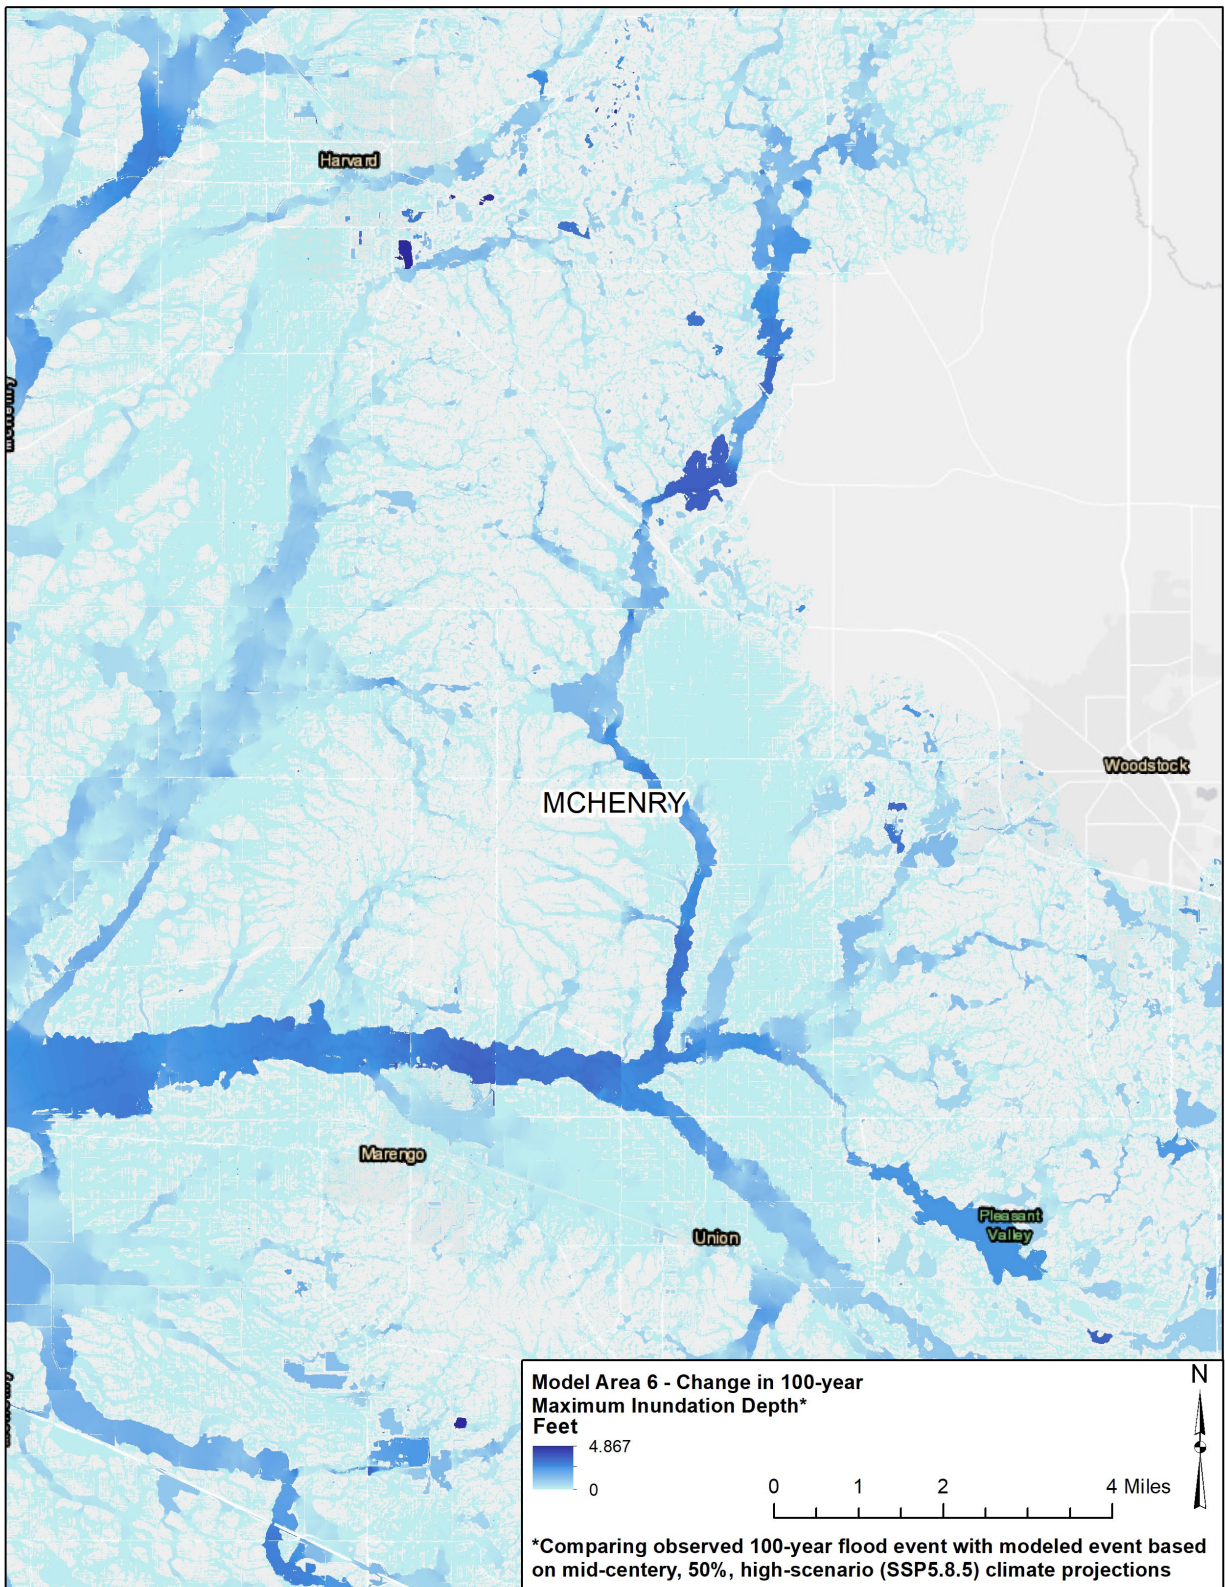 Harvard
Woodstock
MCHENRY
Marengo
Union
Pleasant
Valley
Model Area 6 - Change in 100-year
Maximum Inundation Depth*
Feet
4.867
0
N
0 1 2 4 Miles
*Comparing observed 100-year flood event with modeled event based
on mid-centery, 50%, high-scenario (SSP5.8.5) climate projections